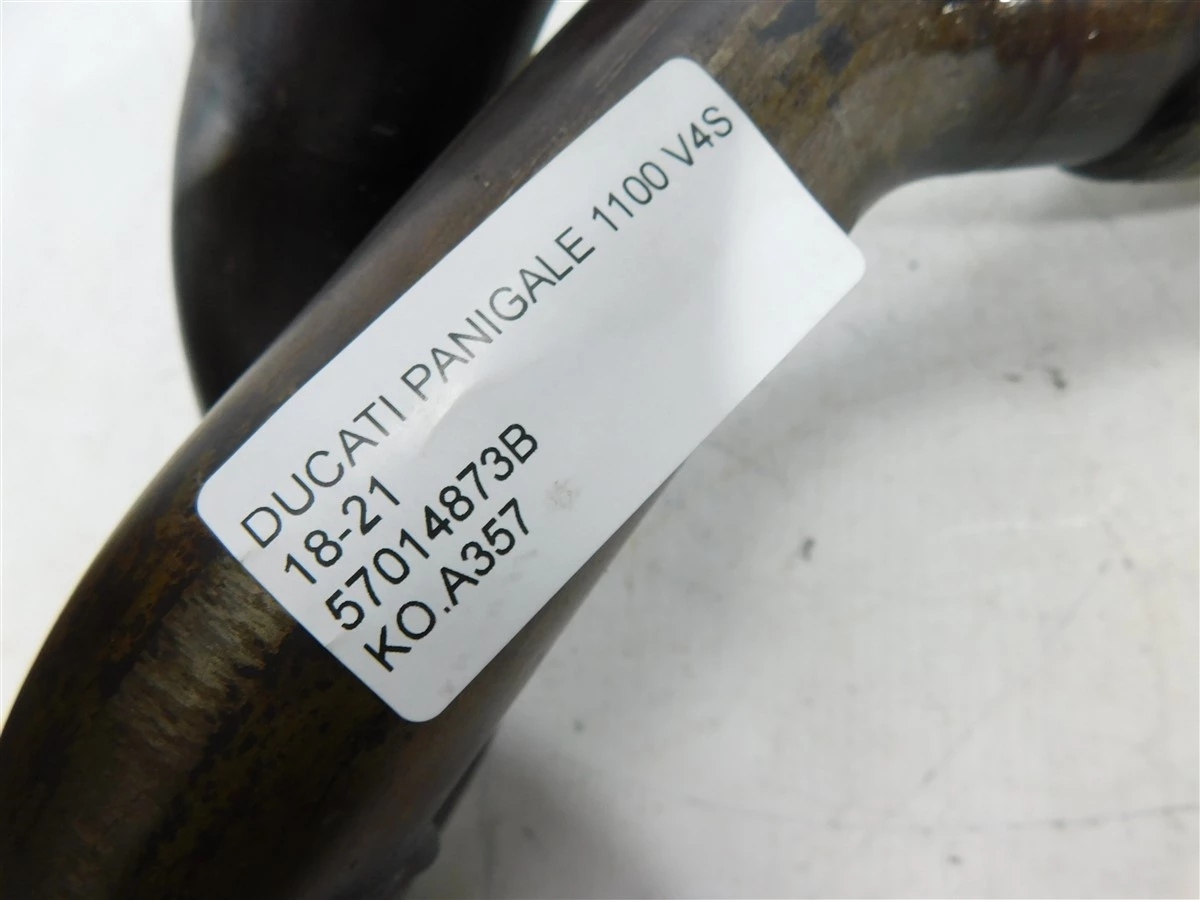 DUCATI PANIGALE 1100 V4S
18-21
57014873B
KO.A357